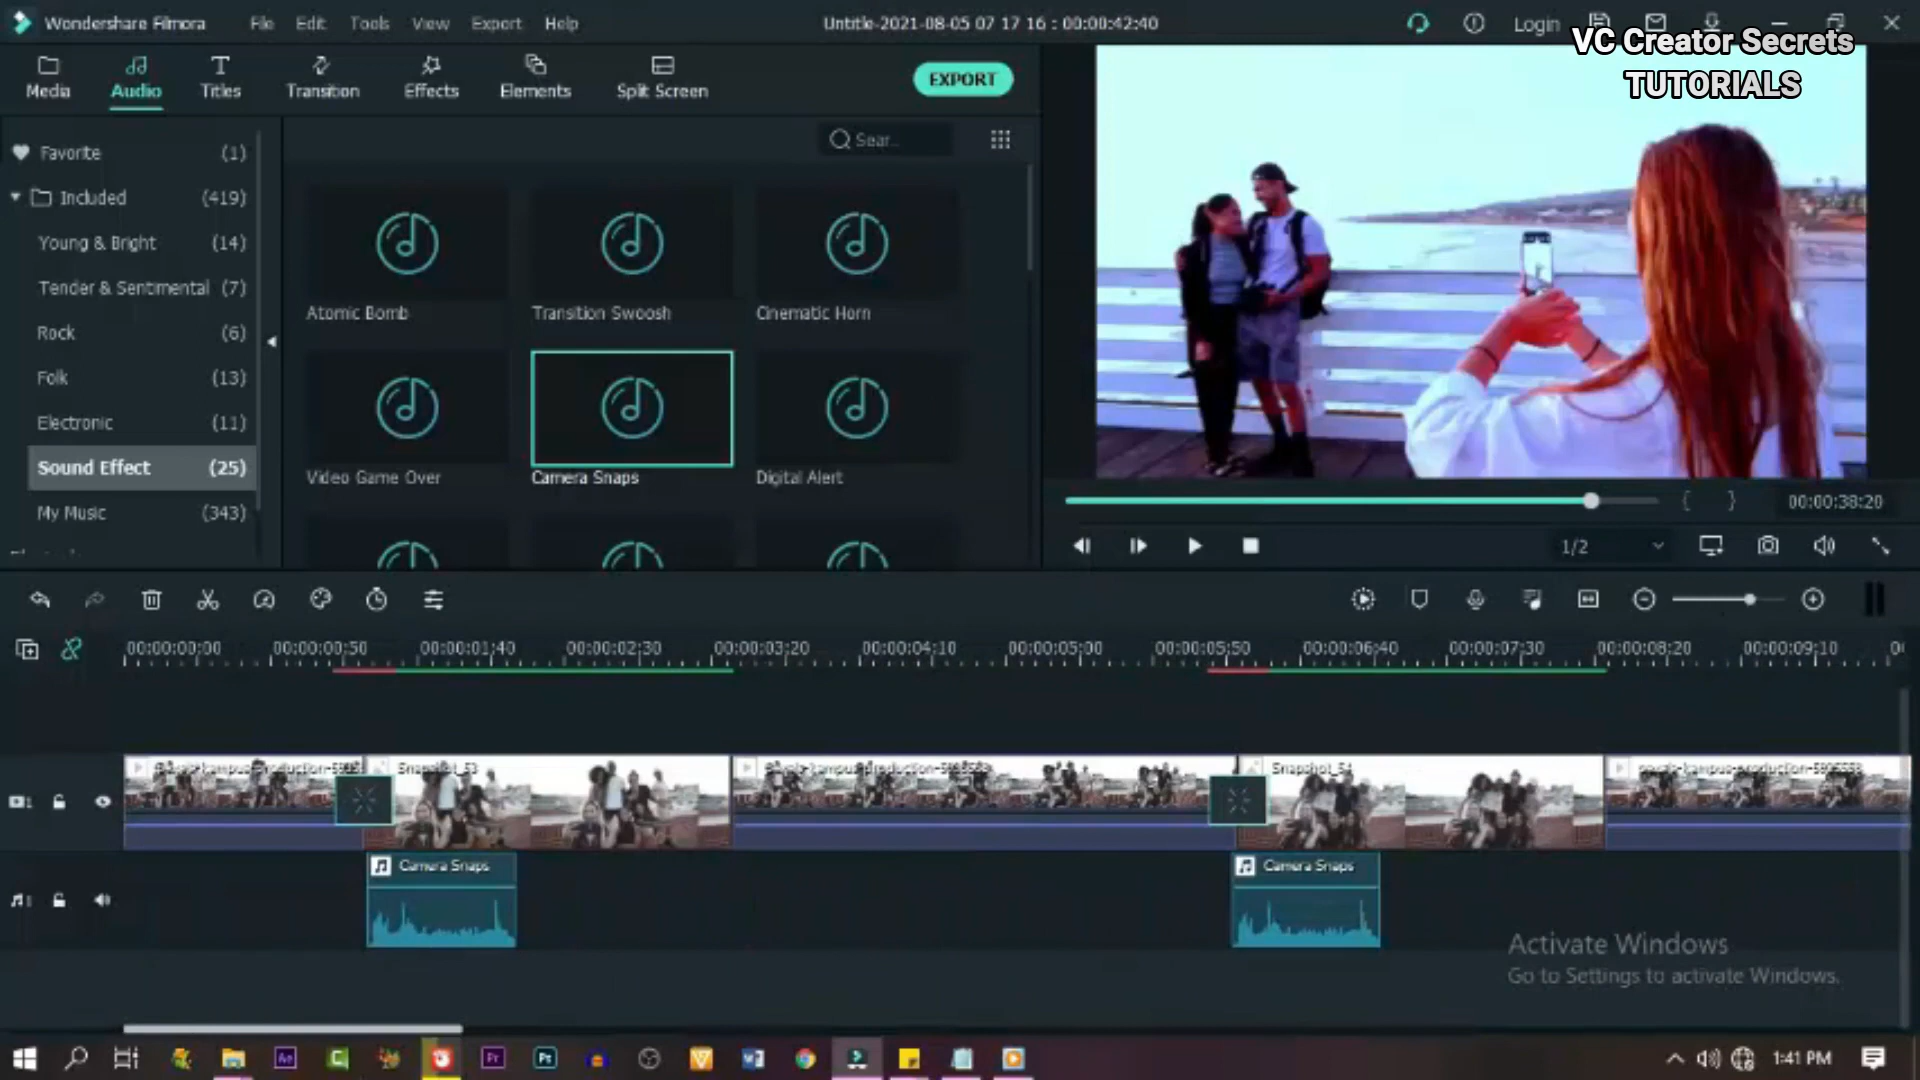 Wondershare Filmora File Edit Tools View Export Help Untitle-2021-08-05 07 17 16 : 00:00:42:40 Login
VC Creator Secrets
TUTORIALS
Media Audio Titles Transition Effects Elements Split Screen EXPORT
Favorite (1)
Sear..
Included (419)
Young & Bright (14)
Tender & Sentimental (7)
Rock (6)
Folk (13)
Electronic (11)
Sound Effect (25)
My Music (343)
Atomic Bomb Transition Swoosh Cinematic Horn
Video Game Over Camera Snaps Digital Alert
00:00:38:20
1/2
00:00:00;00 00:00:00;50 00:00:01;40 00:00:02;30 00:00:03;20 00:00:04;10 00:00:05;00 00:00:05;50 00:00:06;40 00:00:07;30 00:00:08;20 00:00:09;10
Snapshot_53 Snapshot_54
Camera Snaps Camera Snaps
Activate Windows
Go to Settings to activate Windows.
Ae Pr Ps
1:41 PM